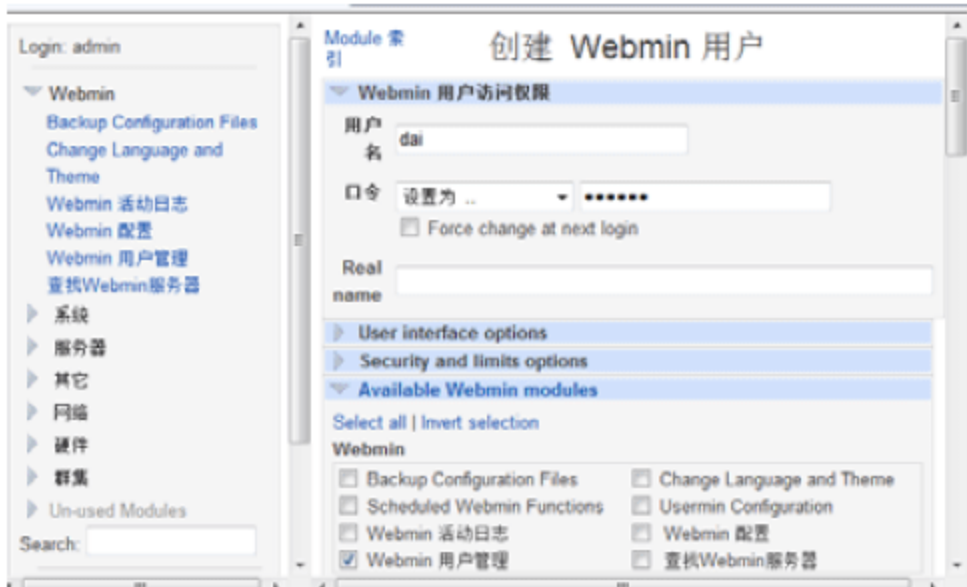 Login: admin
Webmin
Backup Configuration Files
Change Language and
Theme
Webmin 活动日志
Webmin 配置
Webmin 用户管理
查找Webmin服务器
系统
服务器
其它
网络
硬件
群集
Un-used Modules
Search:
Module 索
引
创建 Webmin 用户
Webmin 用户访问权限
用户
名
dai
口令
设置为 ..
••••••
Force change at next login
Real
name
User interface options
Security and limits options
Available Webmin modules
Select all | Invert selection
Webmin
Backup Configuration Files
Change Language and Theme
Scheduled Webmin Functions
Usermin Configuration
Webmin 活动日志
Webmin 配置
Webmin 用户管理
查找Webmin服务器